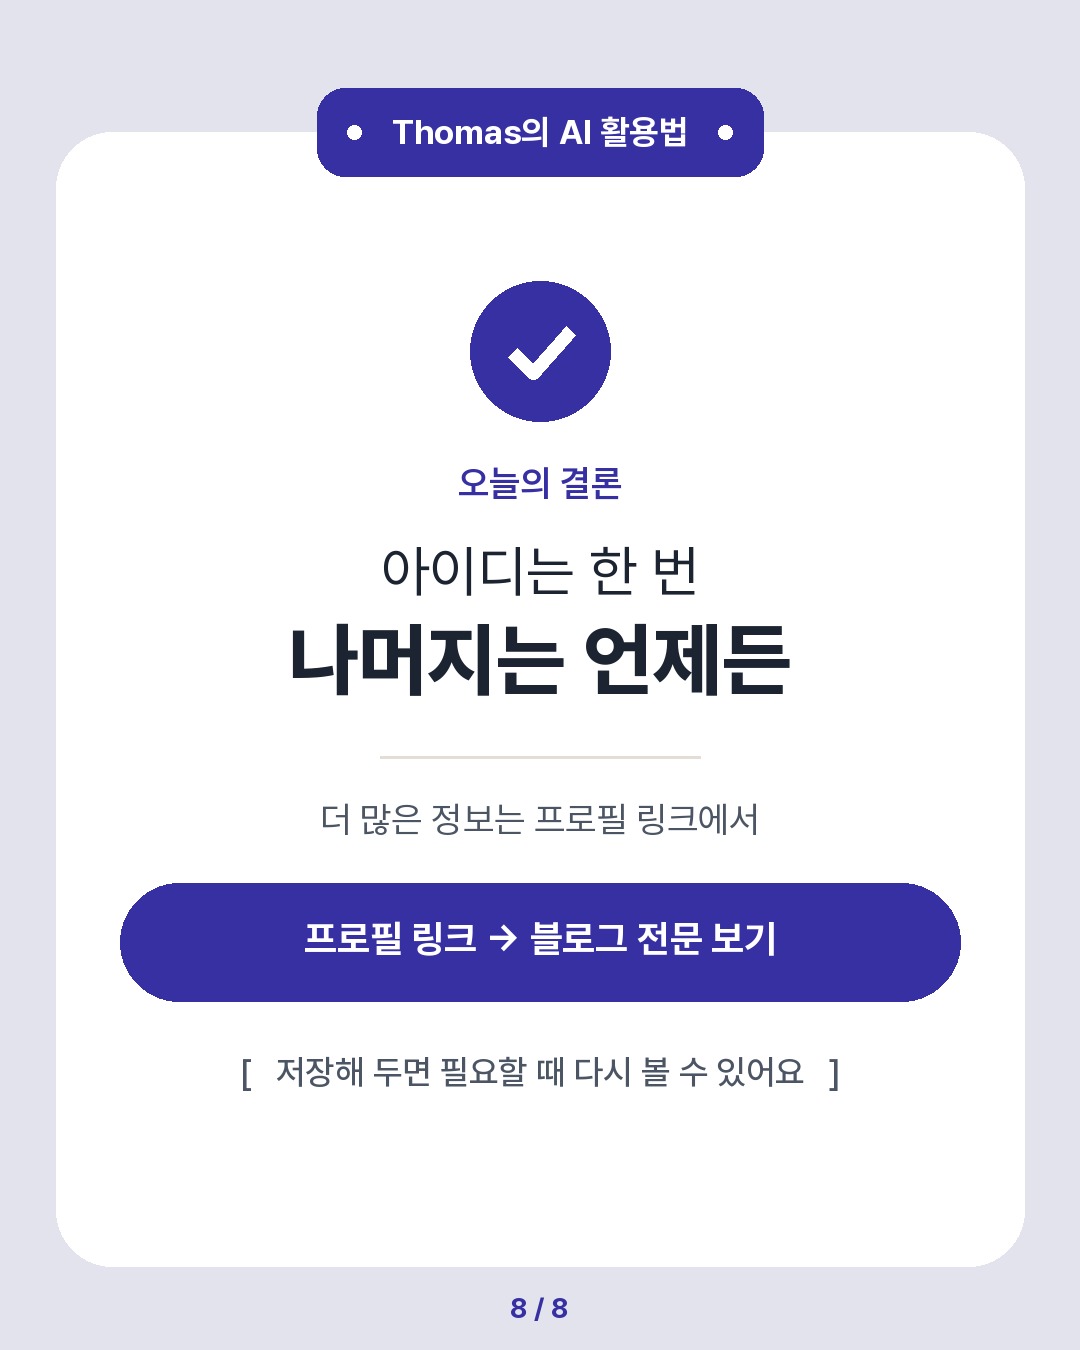 Thomas의 AI 활용법
오늘의 결론
아이디는 한 번
나머지는 언제든
더 많은 정보는 프로필 링크에서
프로필 링크 → 블로그 전문 보기
[ 저장해 두면 필요할 때 다시 볼 수 있어요 ]
8 / 8